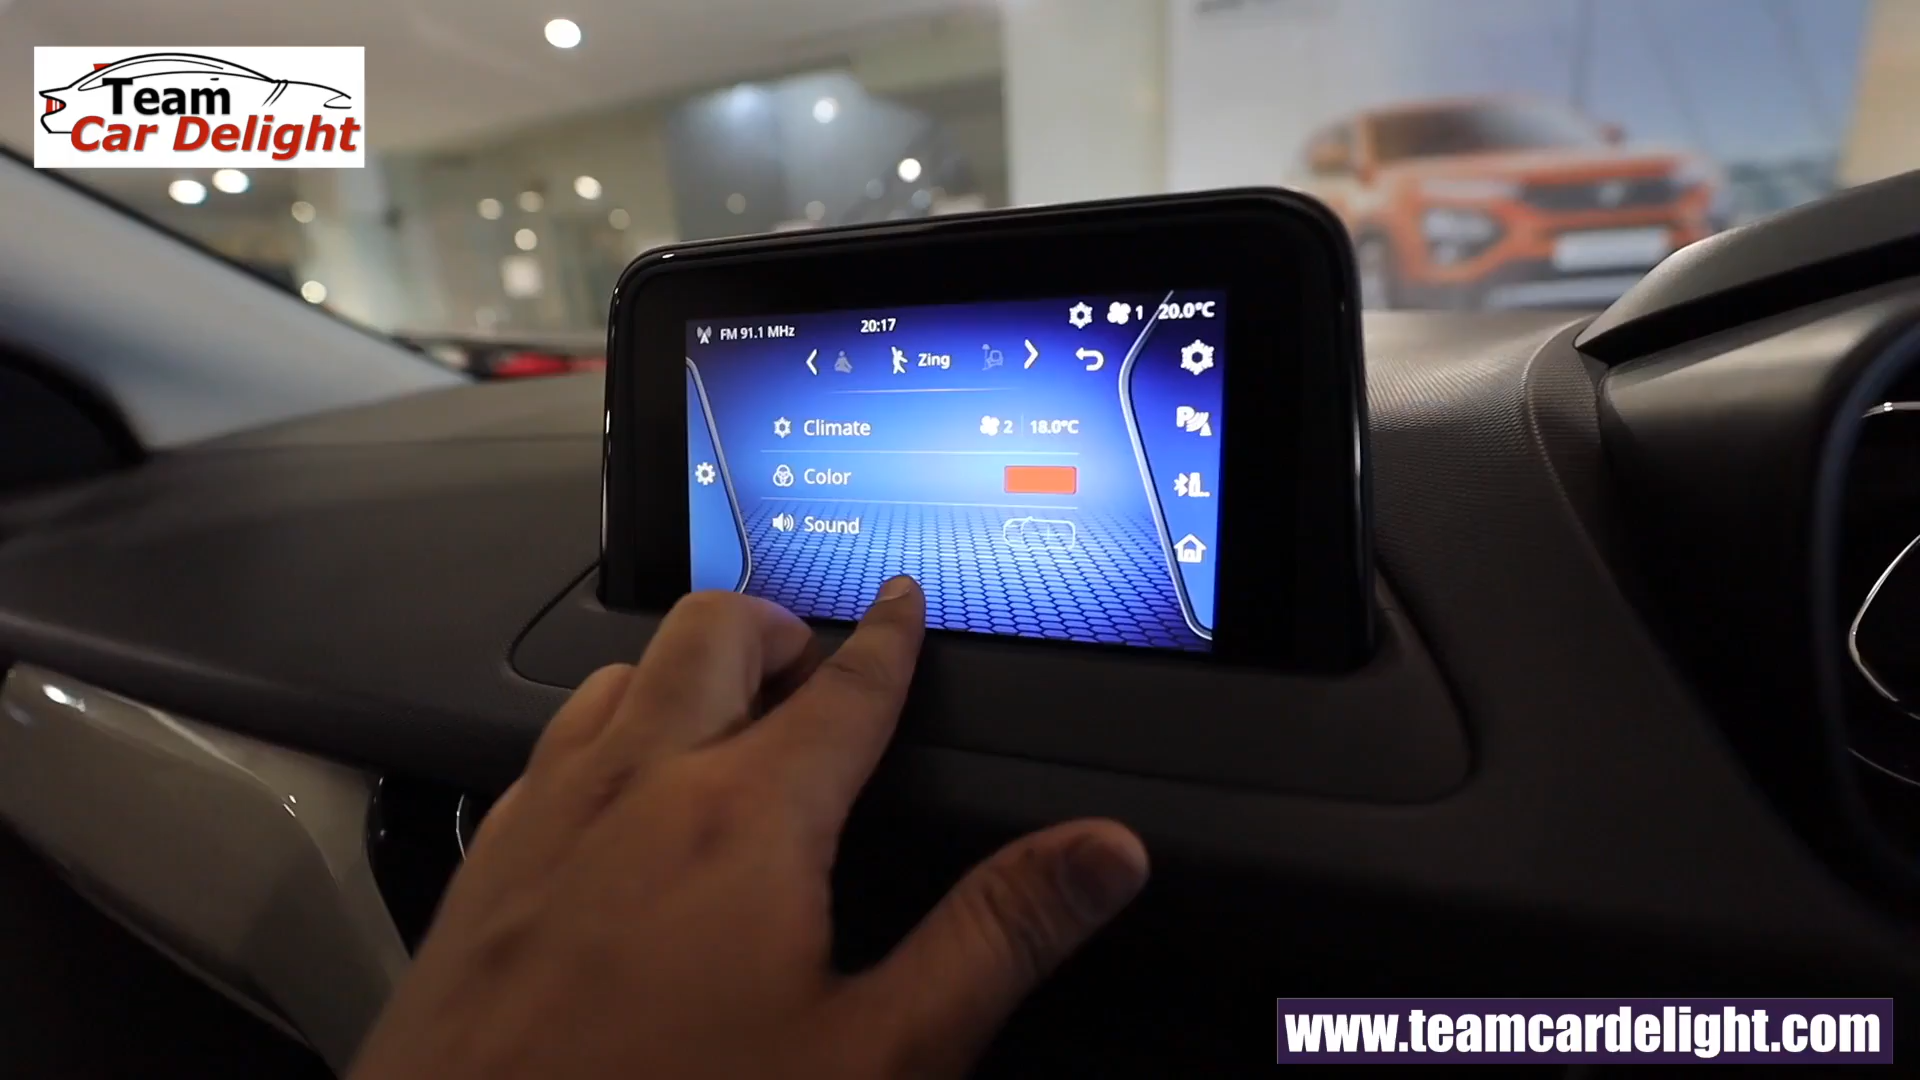 Team
Car Delight
FM 91.1 MHz
20:17
1
20.0°C
Zing
Climate
2
18.0°C
Color
Sound
P
www.teamcardelight.com